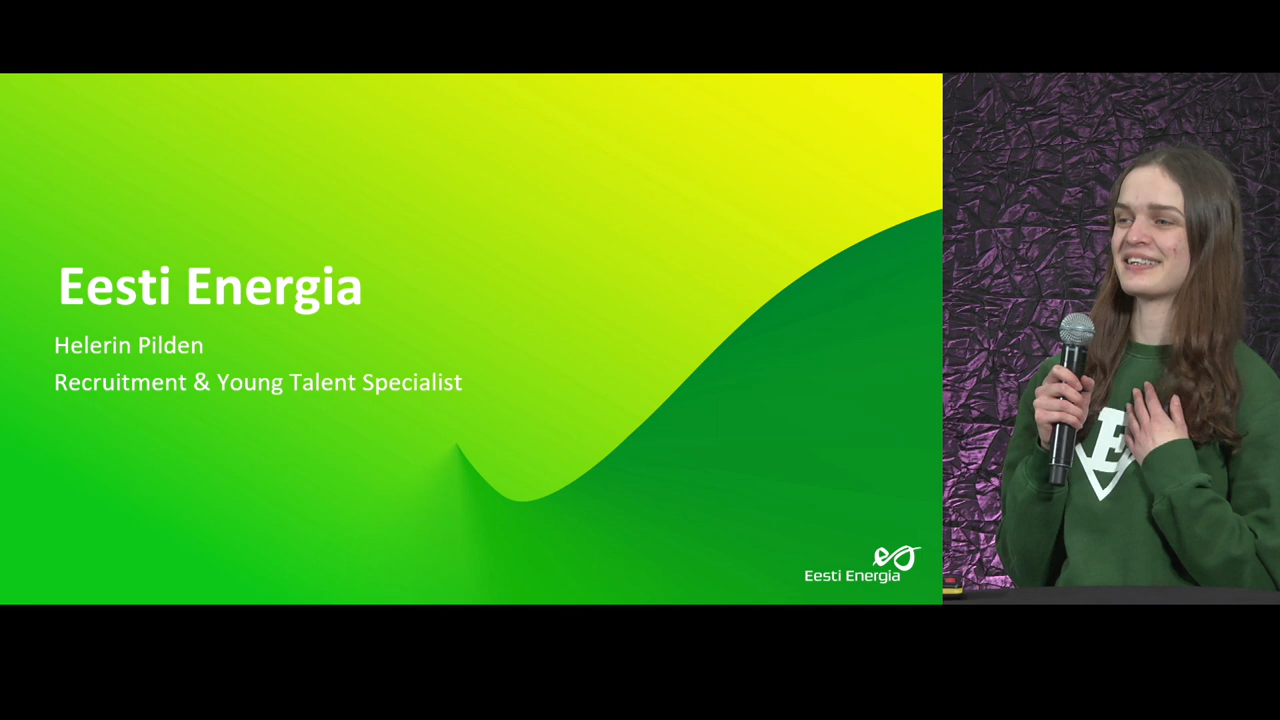 Eesti Energia
Helerin Pilden
Recruitment & Young Talent Specialist
Eesti Energia
E